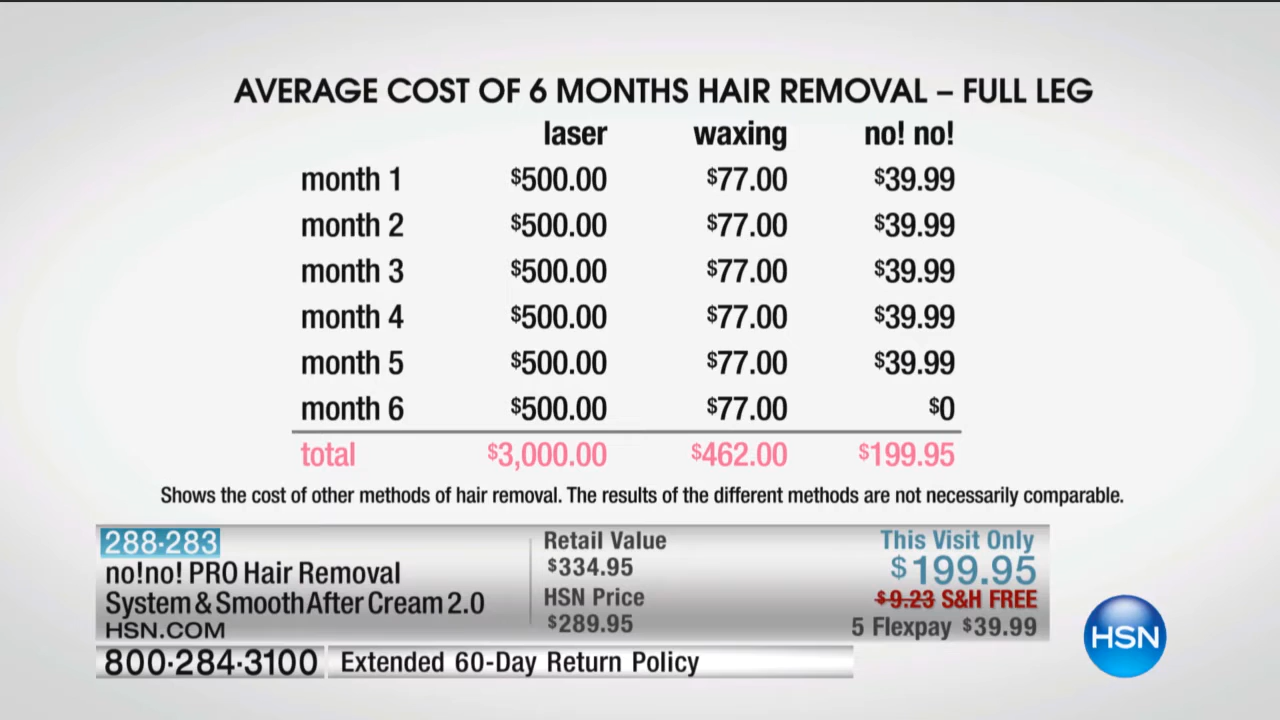 AVERAGE COST OF 6 MONTHS HAIR REMOVAL – FULL LEG
laser waxing no! no!
month 1 $500.00 $77.00 $39.99
month 2 $500.00 $77.00 $39.99
month 3 $500.00 $77.00 $39.99
month 4 $500.00 $77.00 $39.99
month 5 $500.00 $77.00 $39.99
month 6 $500.00 $77.00 $0
total $3,000.00 $462.00 $199.95
Shows the cost of other methods of hair removal. The results of the different methods are not necessarily comparable.
288·283
no!no! PRO Hair Removal
System & Smooth After Cream 2.0
HSN.COM
Retail Value
$334.95
HSN Price
$289.95
This Visit Only
$199.95
$9.23 S&H FREE
5 Flexpay $39.99
HSN
800·284·3100 Extended 60-Day Return Policy